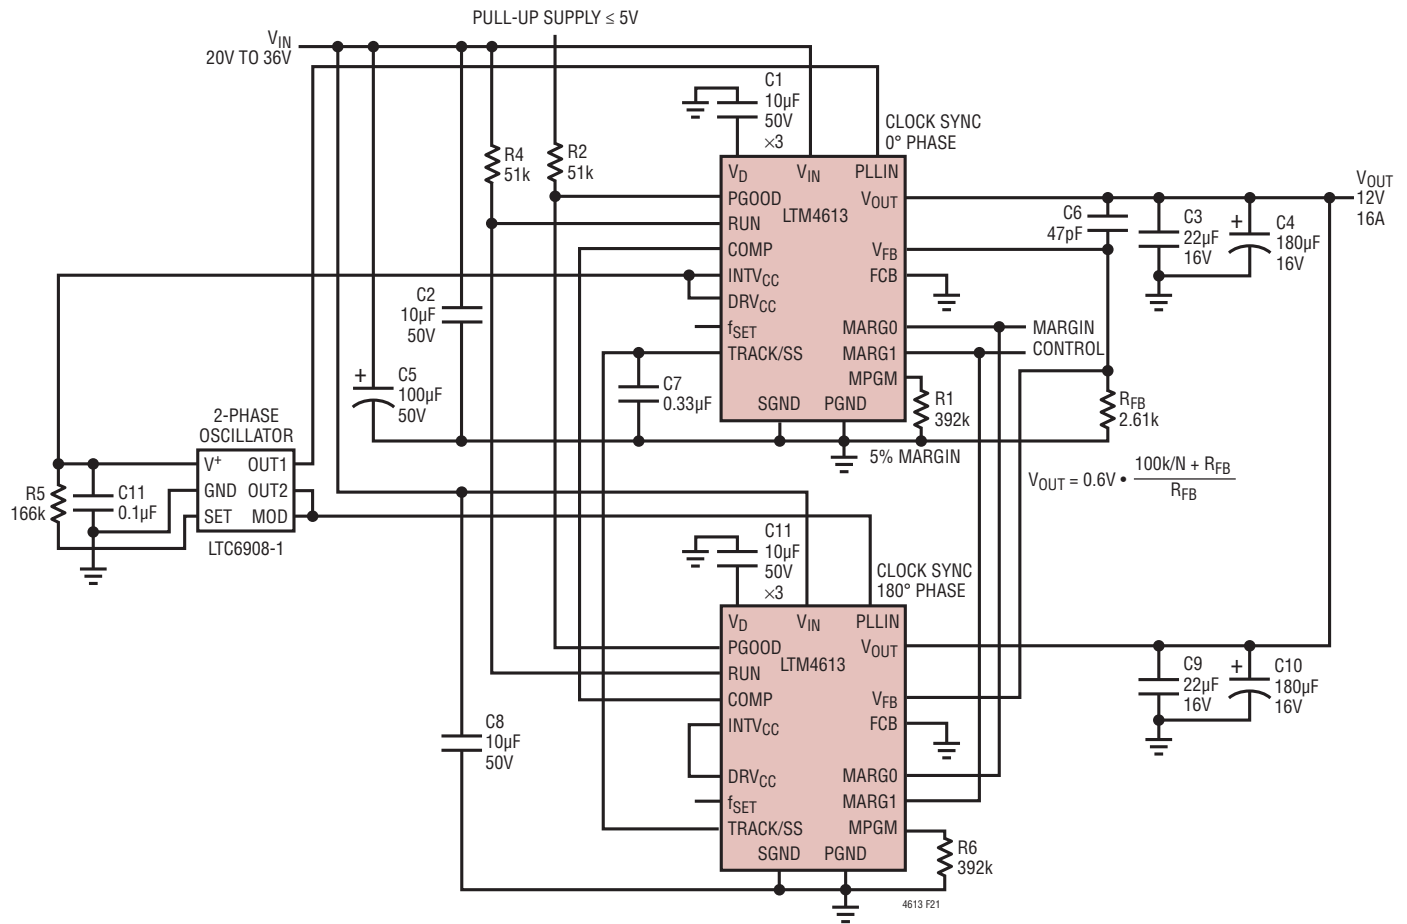 PULL-UP SUPPLY ≤ 5V
VIN
20V TO 36V
C1
10µF
50V
×3
CLOCK SYNC
0° PHASE
R4
51k
R2
51k
VD
VIN
PLLIN
PGOOD
LTM4613
VOUT
RUN
COMP
VFB
INTVCC
FCB
DRVCC
fSET
MARG0
TRACK/SS
MARG1
MPGM
SGND
PGND
VOUT
12V
16A
C6
47pF
C3
22µF
16V
+
C4
180µF
16V
MARGIN
CONTROL
C2
10µF
50V
+
C5
100µF
50V
C7
0.33µF
R1
392k
RFB
2.61k
5% MARGIN
VOUT = 0.6V • 100k/N + RFB
RFB
2-PHASE
OSCILLATOR
V+ OUT1
GND OUT2
SET MOD
LTC6908-1
R5
166k
C11
0.1µF
C11
10µF
50V
×3
CLOCK SYNC
180° PHASE
VD
VIN
PLLIN
PGOOD
LTM4613
VOUT
RUN
COMP
VFB
INTVCC
FCB
DRVCC
MARG0
fSET
MARG1
TRACK/SS
MPGM
SGND
PGND
C8
10µF
50V
C9
22µF
16V
+
C10
180µF
16V
R6
392k
4613 F21